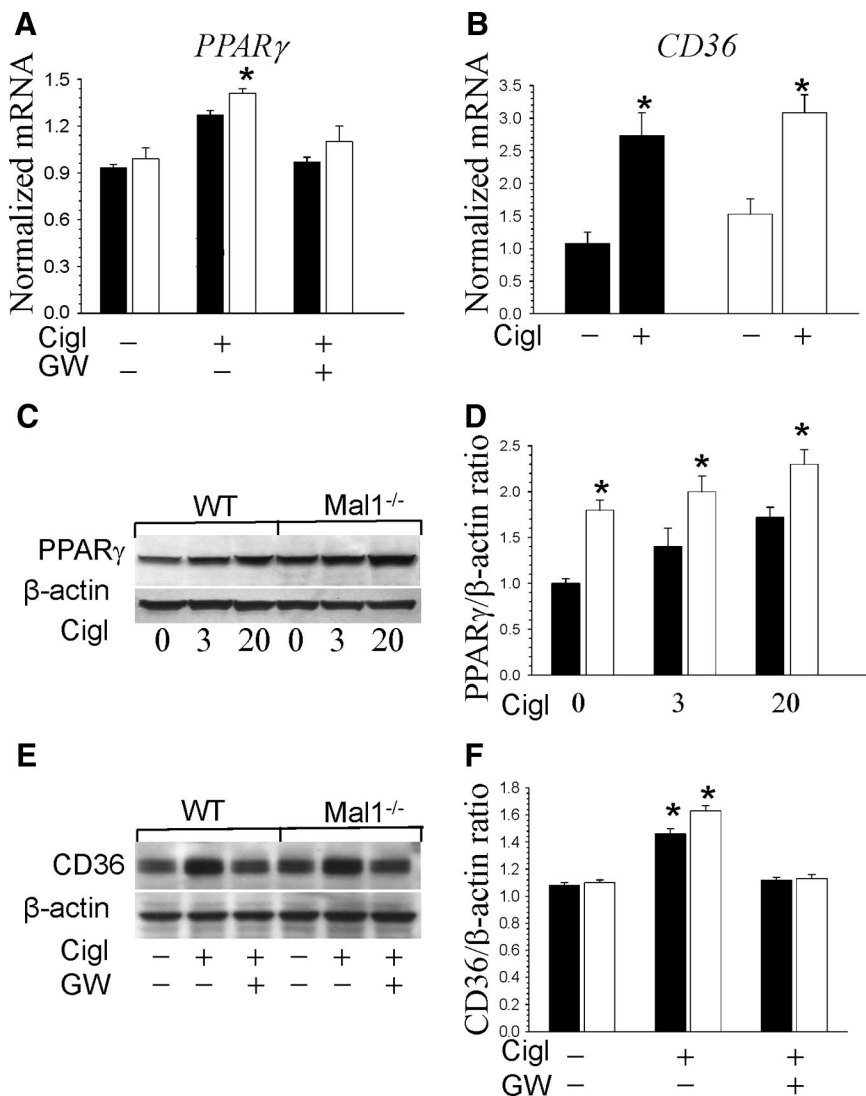 A
PPARγ
Normalized mRNA
1.5
1.2
0.9
0.6
0.3
0.0
*
Cigl − + +
GW − − +
B
CD36
Normalized mRNA
3.5
3.0
2.5
2.0
1.5
1.0
0.5
0.0
* *
Cigl − + − +
C
WT Mal1-/-
PPARγ
β-actin
Cigl 0 3 20 0 3 20
D
PPARγ/β-actin ratio
2.5
2.0
1.5
1.0
0.5
0.0
* * *
Cigl 0 3 20
E
WT Mal1-/-
CD36
β-actin
Cigl − + + − + +
GW − − + − − +
F
CD36/β-actin ratio
1.8
1.6
1.4
1.2
1.0
0.8
0.6
0.4
0.2
0.0
* *
Cigl − + +
GW − − +